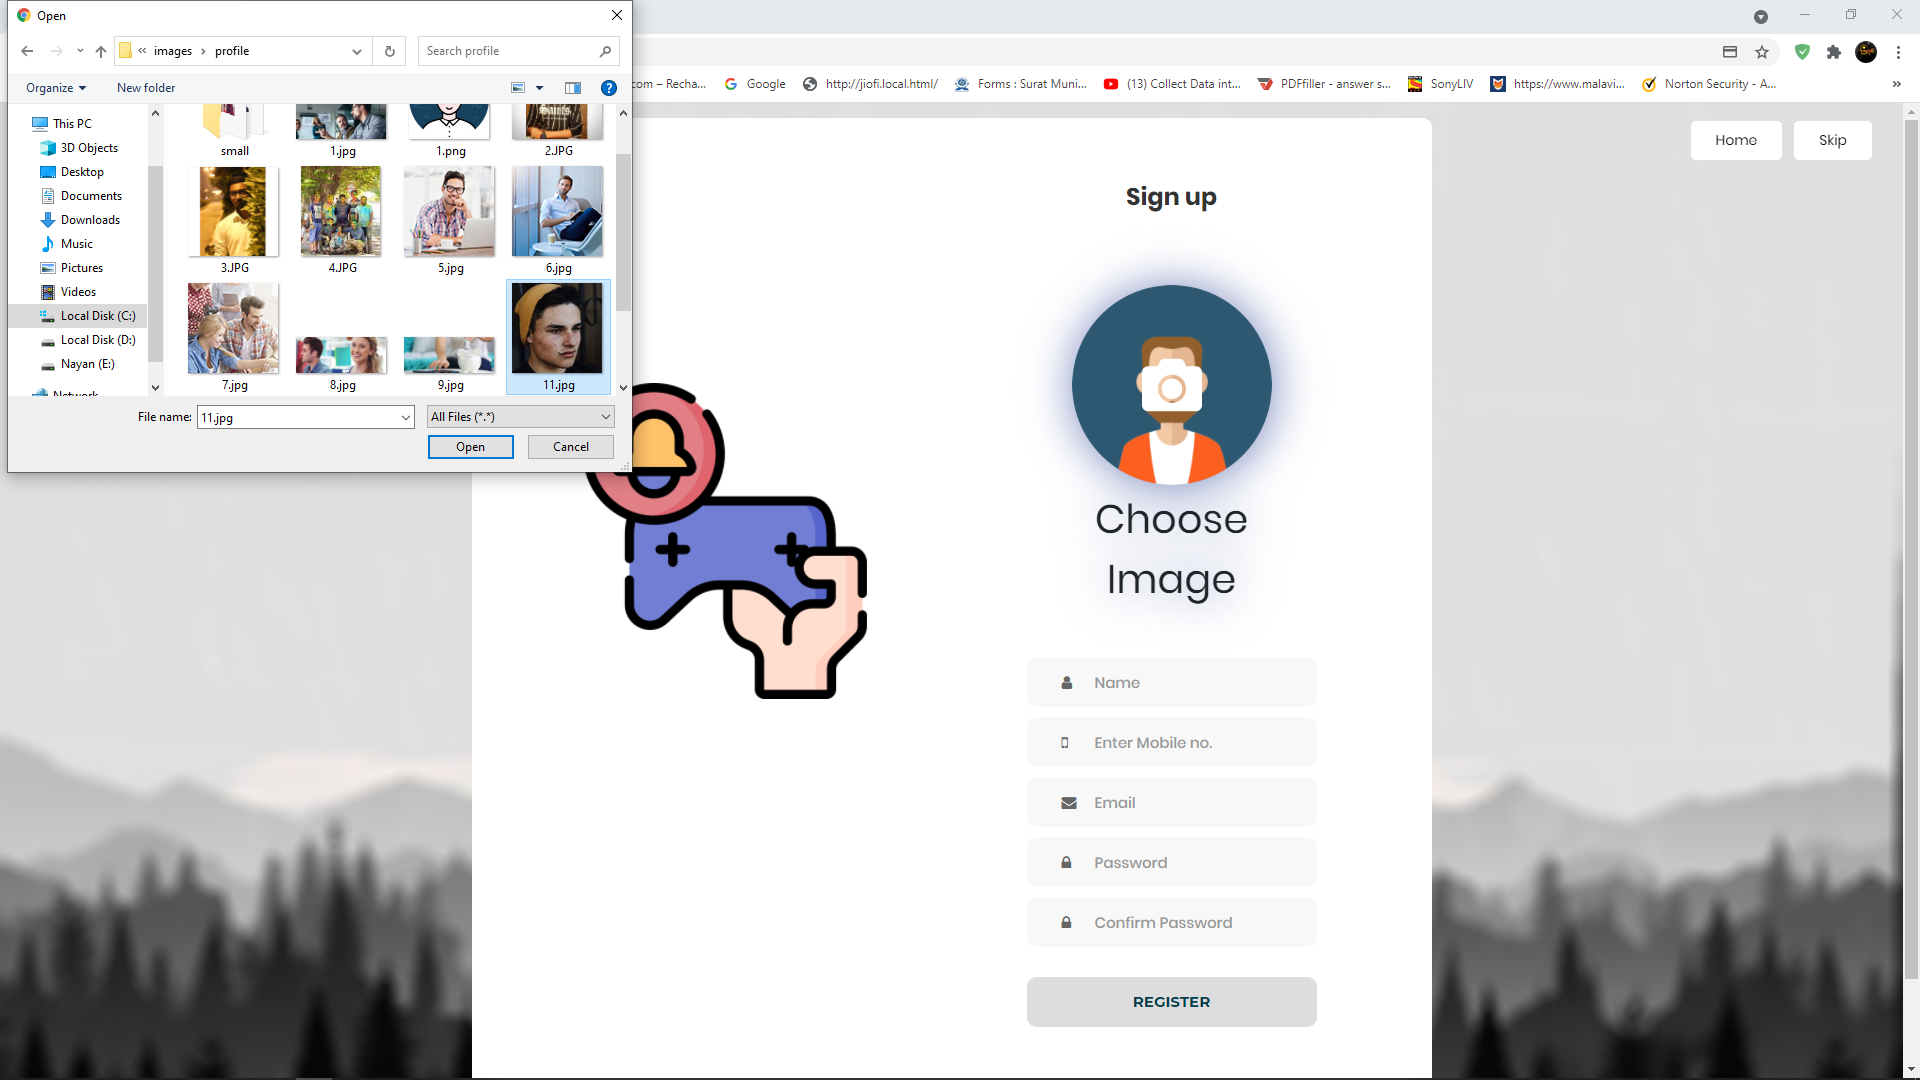 Open
« images › profile
Search profile
Organize
New folder
?
This PC
3D Objects
Desktop
Documents
Downloads
Music
Pictures
Videos
Local Disk (C:)
Local Disk (D:)
Nayan (E:)
Network
small
1.jpg
1.png
2.JPG
3.JPG
4.JPG
5.jpg
6.jpg
7.jpg
8.jpg
9.jpg
11.jpg
File name:
11.jpg
All Files (*.*)
Open
Cancel
com – Recha...
Google
http://jiofi.local.html/
Forms : Surat Muni...
(13) Collect Data int...
PDFfiller - answer s...
SonyLIV
https://www.malavi...
Norton Security - A...
»
Home
Skip
Sign up
Choose
Image
Name
Enter Mobile no.
Email
Password
Confirm Password
REGISTER